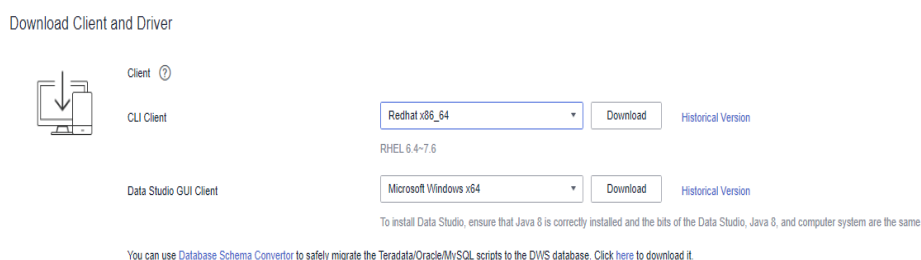 Download Client and Driver
Client ?
CLI Client
Redhat x86_64
Download
Historical Version
RHEL 6.4~7.6
Data Studio GUI Client
Microsoft Windows x64
Download
Historical Version
To install Data Studio, ensure that Java 8 is correctly installed and the bits of the Data Studio, Java 8, and computer system are the same
You can use Database Schema Convertor to safely migrate the Teradata/Oracle/MySQL scripts to the DWS database. Click here to download it.